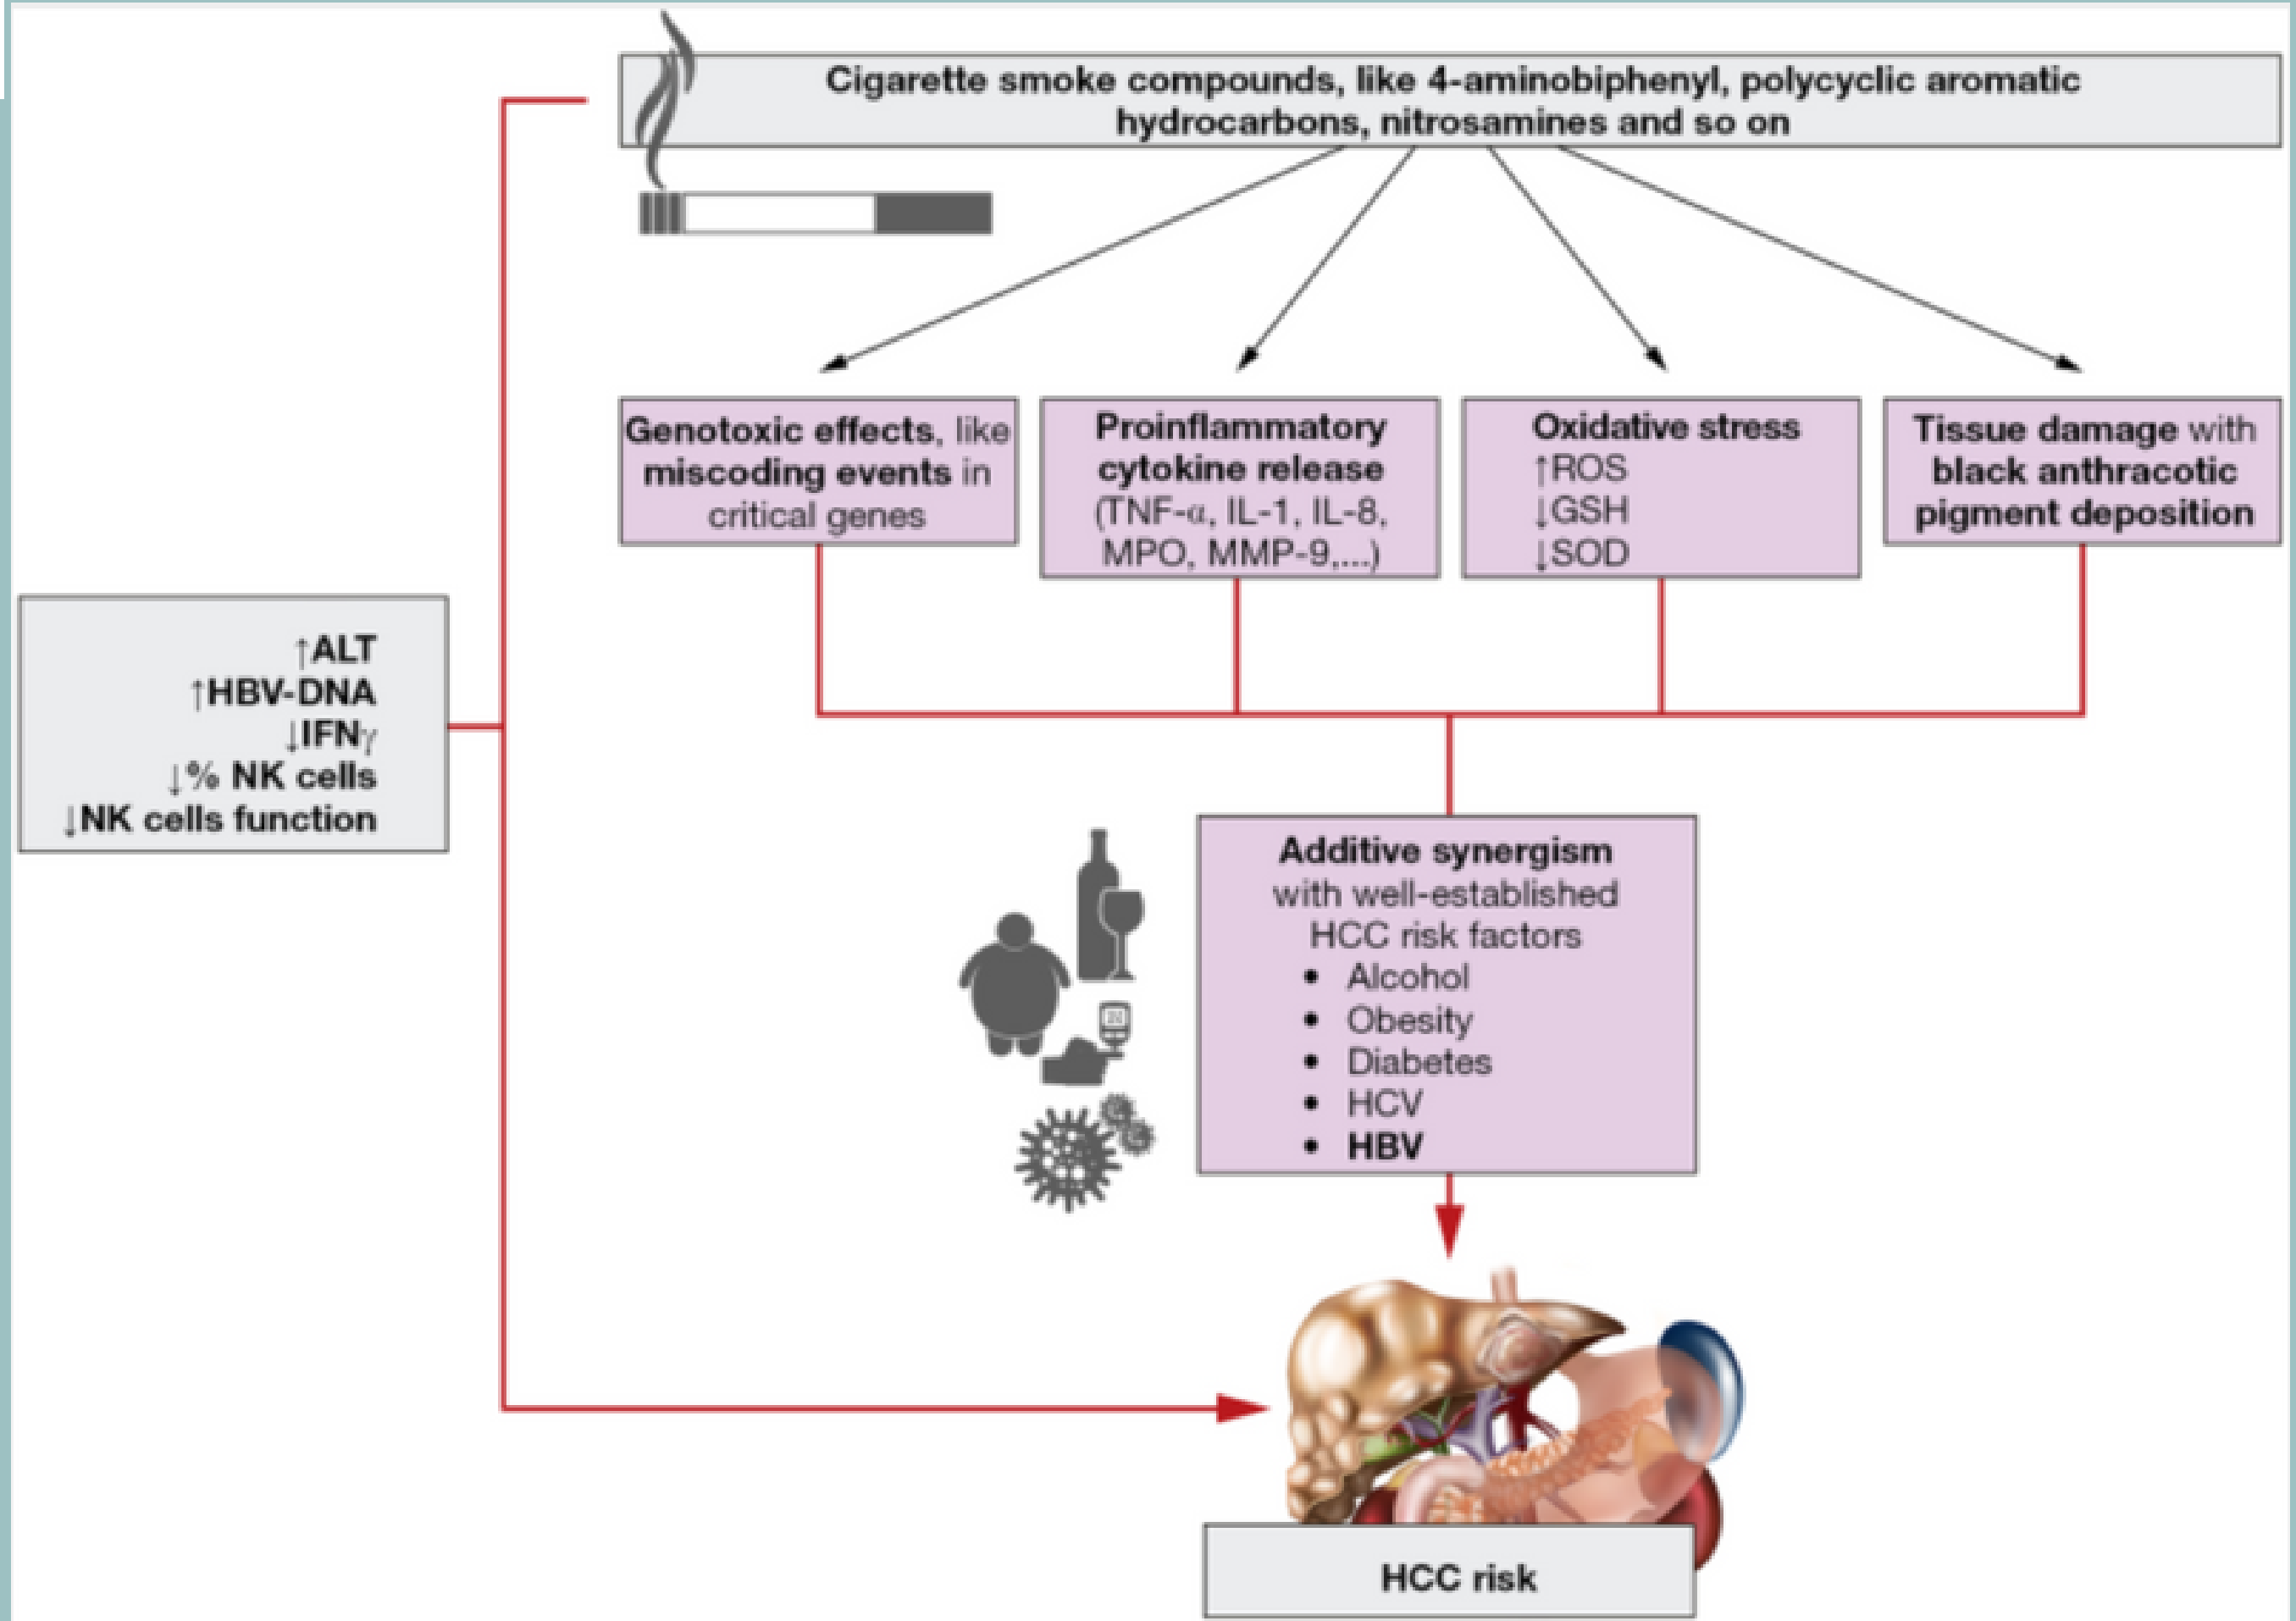 Cigarette smoke compounds, like 4-aminobiphenyl, polycyclic aromatic
hydrocarbons, nitrosamines and so on
Genotoxic effects, like
miscoding events in
critical genes
Proinflammatory
cytokine release
(TNF-α, IL-1, IL-8,
MPO, MMP-9,...)
Oxidative stress
↑ROS
↓GSH
↓SOD
Tissue damage with
black anthracotic
pigment deposition
↑ALT
↑HBV-DNA
↓IFNγ
↓% NK cells
↓NK cells function
Additive synergism
with well-established
HCC risk factors
• Alcohol
• Obesity
• Diabetes
• HCV
• HBV
HCC risk